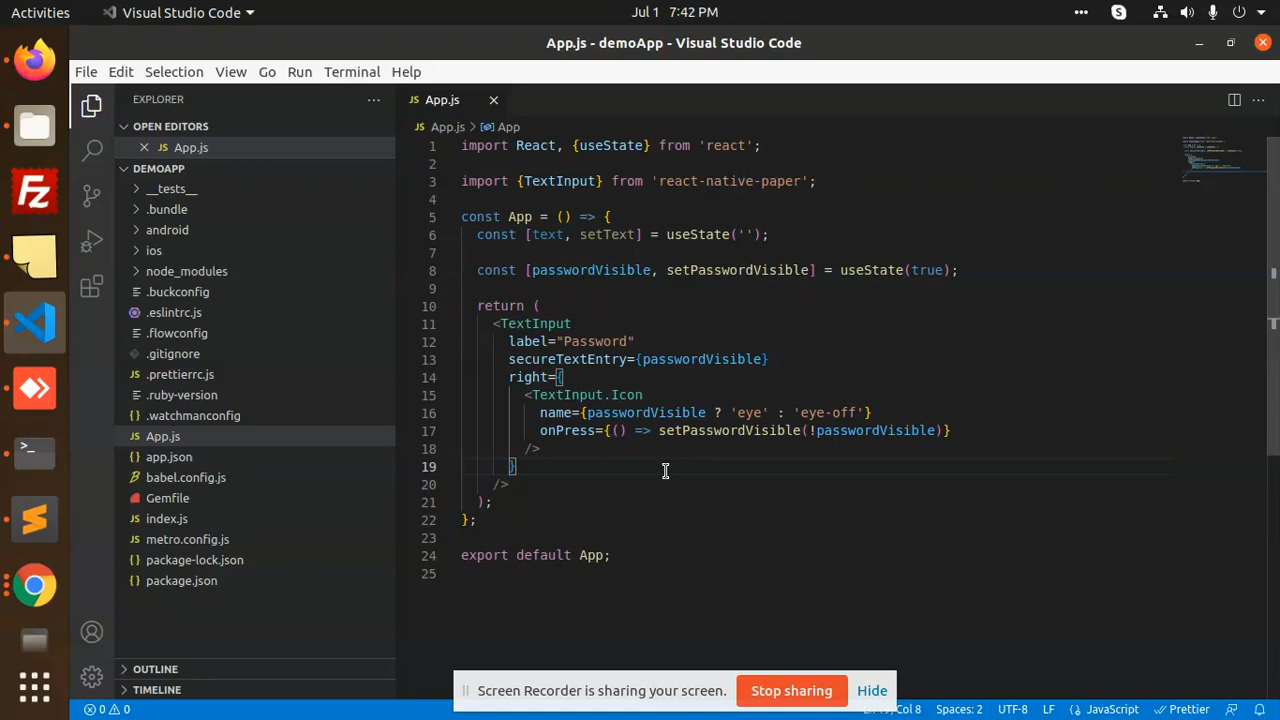 Activities
Visual Studio Code
Jul 1 7:42 PM
App.js - demoApp - Visual Studio Code
File Edit Selection View Go Run Terminal Help
EXPLORER
OPEN EDITORS
App.js
DEMOAPP
__tests__
.bundle
android
ios
node_modules
.buckconfig
.eslintrc.js
.flowconfig
.gitignore
.prettierrc.js
.ruby-version
.watchmanconfig
App.js
app.json
babel.config.js
Gemfile
index.js
metro.config.js
package-lock.json
package.json
OUTLINE
TIMELINE
JS App.js
JS App.js > App
1 import React, {useState} from 'react';
2
3 import {TextInput} from 'react-native-paper';
4
5 const App = () => {
6 const [text, setText] = useState('');
7
8 const [passwordVisible, setPasswordVisible] = useState(true);
9
10 return (
11 <TextInput
12 label="Password"
13 secureTextEntry={passwordVisible}
14 right={
15 <TextInput.Icon
16 name={passwordVisible ? 'eye' : 'eye-off'}
17 onPress={() => setPasswordVisible(!passwordVisible)}
18 />
19 }
20 />
21 );
22 };
23
24 export default App;
25
Screen Recorder is sharing your screen.
Stop sharing
Hide
0 0
Spaces: 2
UTF-8
LF
JavaScript
Prettier